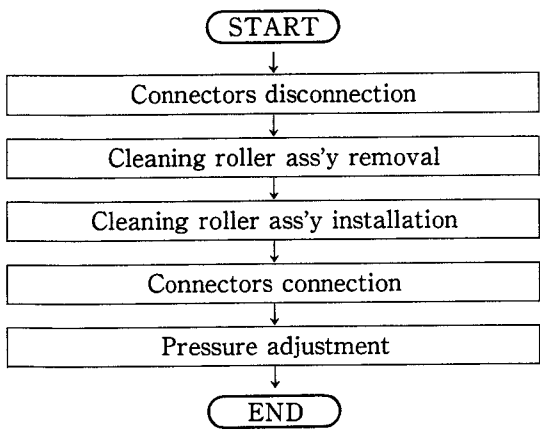 START
Connectors disconnection
Cleaning roller ass'y removal
Cleaning roller ass'y installation
Connectors connection
Pressure adjustment
END